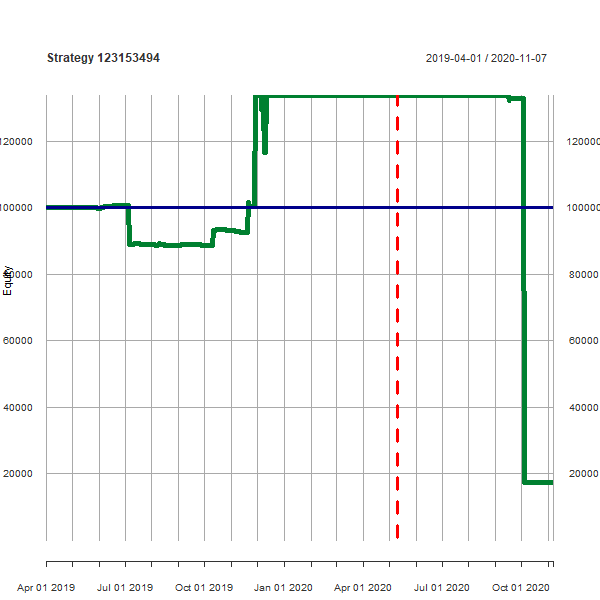 Strategy 123153494
2019-04-01 / 2020-11-07
120000
120000
100000
100000
80000
80000
Equity
60000
60000
40000
40000
20000
20000
Apr 01 2019
Jul 01 2019
Oct 01 2019
Jan 01 2020
Apr 01 2020
Jul 01 2020
Oct 01 2020